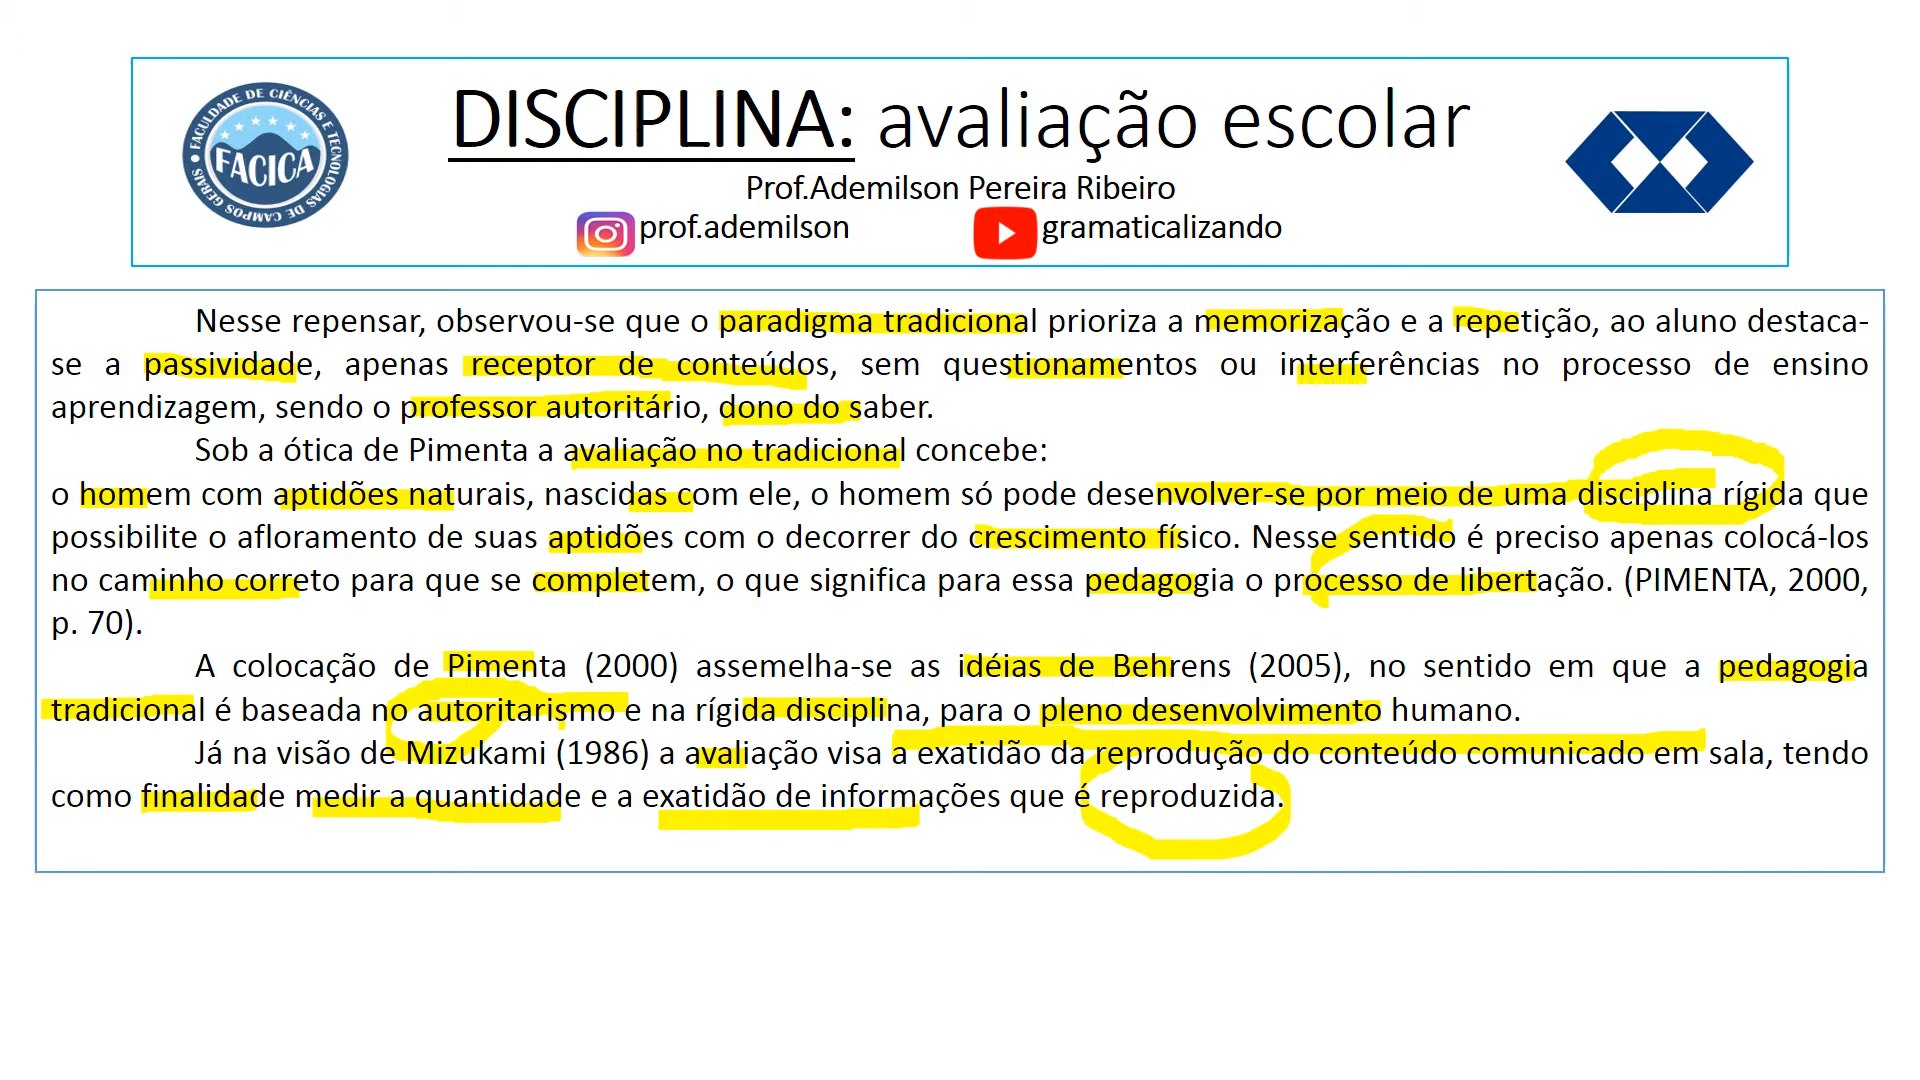 FACULDADE DE CIÊNCIAS E TECNOLOGIAS DE CAMPOS GERAIS
FACICA
DISCIPLINA: avaliação escolar
Prof.Ademilson Pereira Ribeiro
prof.ademilson gramaticalizando
Nesse repensar, observou-se que o paradigma tradicional prioriza a memorização e a repetição, ao aluno destaca-
se a passividade, apenas receptor de conteúdos, sem questionamentos ou interferências no processo de ensino
aprendizagem, sendo o professor autoritário, dono do saber.
Sob a ótica de Pimenta a avaliação no tradicional concebe:
o homem com aptidões naturais, nascidas com ele, o homem só pode desenvolver-se por meio de uma disciplina rígida que
possibilite o afloramento de suas aptidões com o decorrer do crescimento físico. Nesse sentido é preciso apenas colocá-los
no caminho correto para que se completem, o que significa para essa pedagogia o processo de libertação. (PIMENTA, 2000,
p. 70).
A colocação de Pimenta (2000) assemelha-se as idéias de Behrens (2005), no sentido em que a pedagogia
tradicional é baseada no autoritarismo e na rígida disciplina, para o pleno desenvolvimento humano.
Já na visão de Mizukami (1986) a avaliação visa a exatidão da reprodução do conteúdo comunicado em sala, tendo
como finalidade medir a quantidade e a exatidão de informações que é reproduzida.